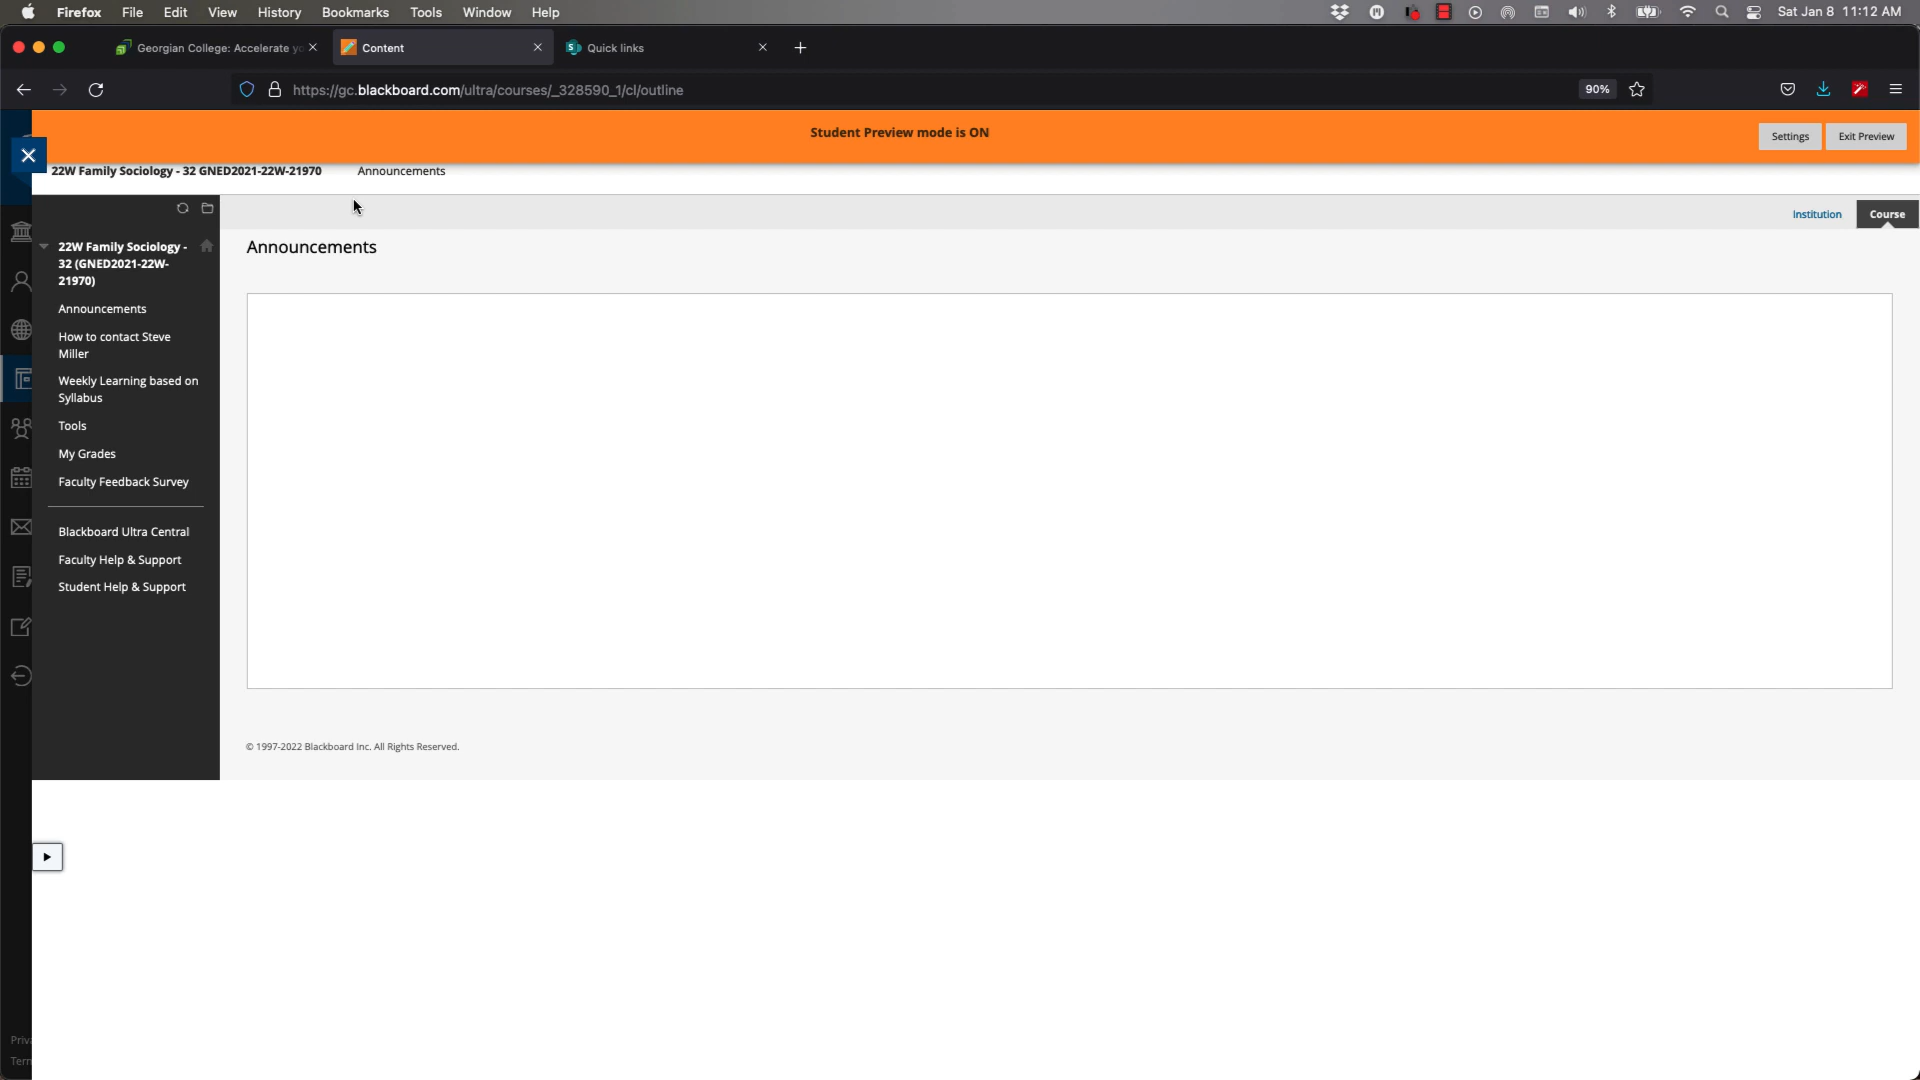 Firefox File Edit View History Bookmarks Tools Window Help Sat Jan 8 11:12 AM
Georgian College: Accelerate yo Content Quick links
https://gc.blackboard.com/ultra/courses/_328590_1/cl/outline 90%
Student Preview mode is ON Settings Exit Preview
22W Family Sociology - 32 GNED2021-22W-21970 Announcements
Institution Course
22W Family Sociology -
32 (GNED2021-22W-
21970)
Announcements
How to contact Steve
Miller
Weekly Learning based on
Syllabus
Tools
My Grades
Faculty Feedback Survey
Blackboard Ultra Central
Faculty Help & Support
Student Help & Support
Announcements
© 1997-2022 Blackboard Inc. All Rights Reserved.
Priva
Term